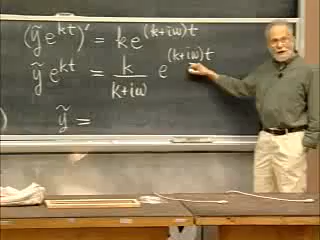 (ỹe^{kt})' = ke^{(k+iω)t}
ỹe^{kt} = k/(k+iω) e^{(k+iω)t}
) ỹ =